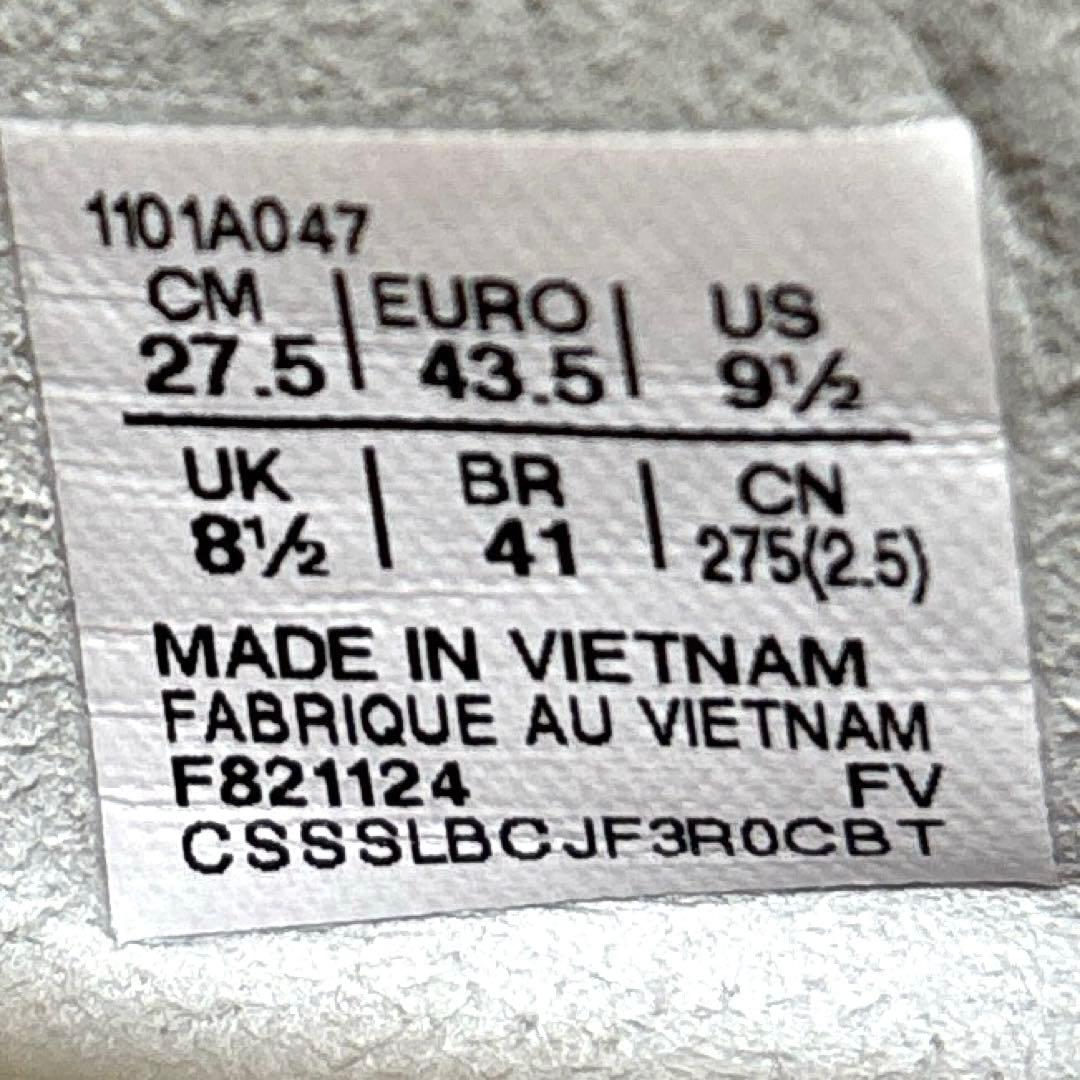 1101A047
CM | EURO | US
27.5 | 43.5 | 9½
UK | BR | CN
8½ | 41 | 275(2.5)
MADE IN VIETNAM
FABRIQUE AU VIETNAM
F821124 FV
CSSSLBCJF3R0CBT